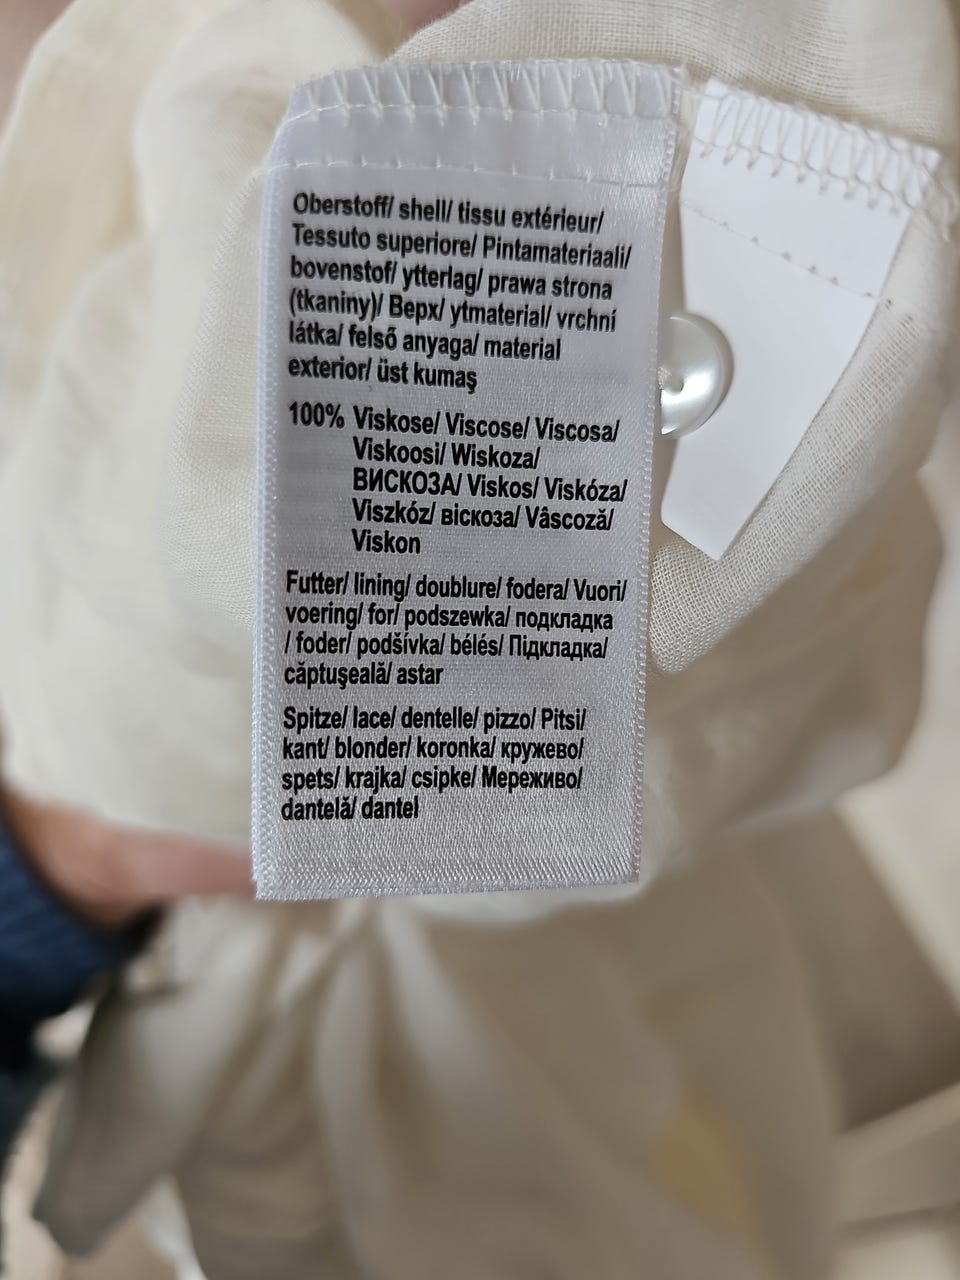 Oberstoff/ shell/ tissu extérieur/
Tessuto superiore/ Pintamateriaali/
bovenstof/ ytterlag/ prawa strona
(tkaniny)/ Верх/ ytmaterial/ vrchní
látka/ felső anyaga/ material
exterior/ üst kumaş
100% Viskose/ Viscose/ Viscosa/
Viskoosi/ Wiskoza/
ВИСКОЗА/ Viskos/ Viskóza/
Viszkóz/ віскоза/ Vâscoză/
Viskon
Futter/ lining/ doublure/ fodera/ Vuori/
voering/ for/ podszewka/ подкладка
/ foder/ podšívka/ bélés/ Підкладка/
căptuşeală/ astar
Spitze/ lace/ dentelle/ pizzo/ Pitsi/
kant/ blonder/ koronka/ кружево/
spets/ krajka/ csipke/ Мереживо/
dantelă/ dantel